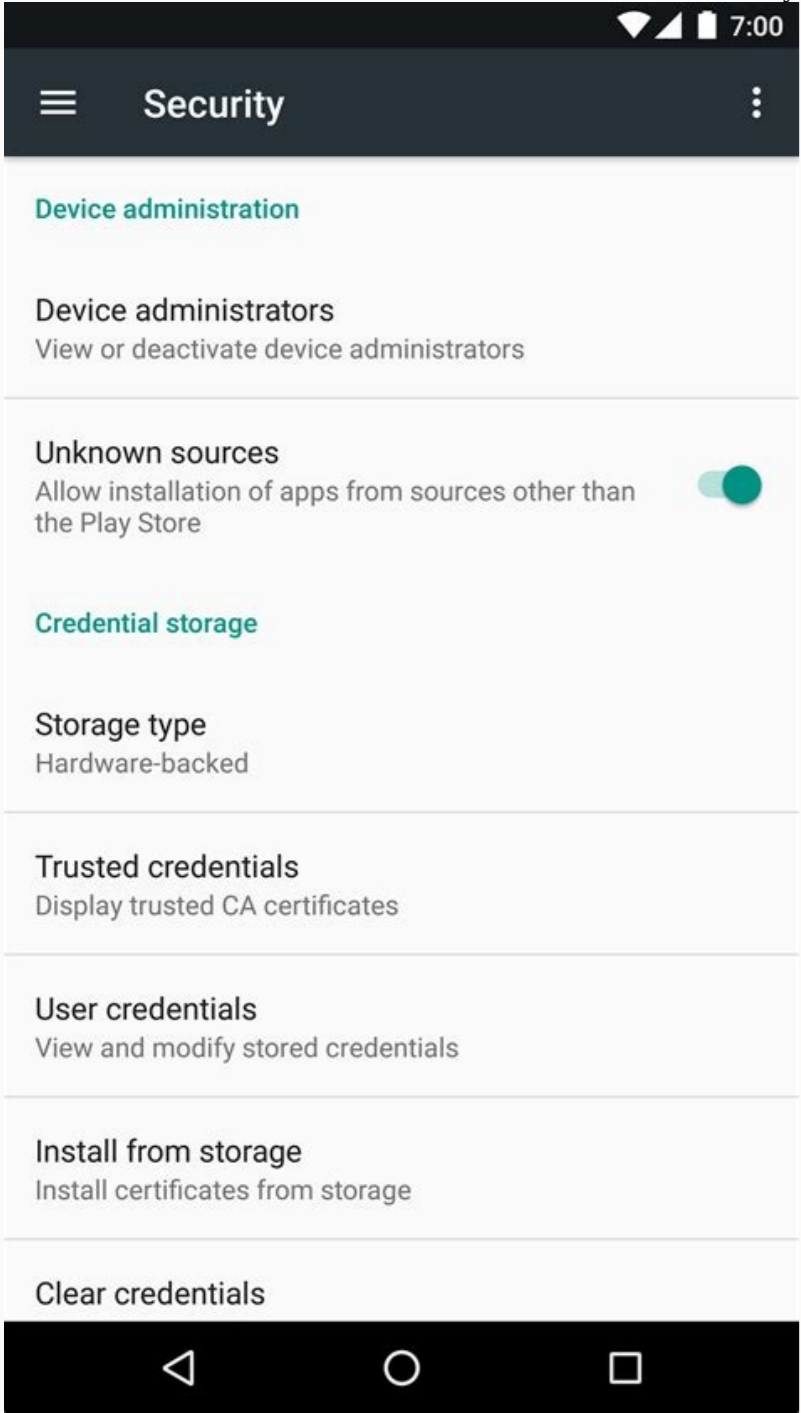 7:00
Security
Device administration
Device administrators
View or deactivate device administrators
Unknown sources
Allow installation of apps from sources other than
the Play Store
Credential storage
Storage type
Hardware-backed
Trusted credentials
Display trusted CA certificates
User credentials
View and modify stored credentials
Install from storage
Install certificates from storage
Clear credentials